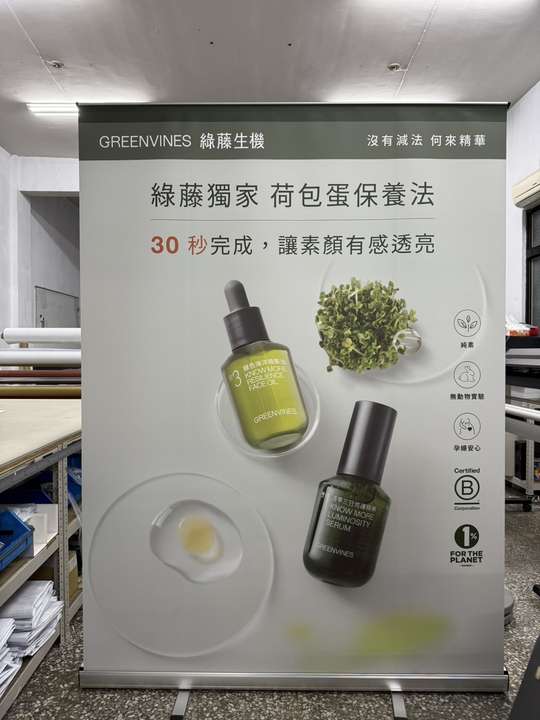 GREENVINES 綠藤生機
沒有減法 何來精華
綠藤獨家 荷包蛋保養法
30 秒完成，讓素顏有感透亮
3
KNOW MORE
RESILIENCE
FACE OIL
GREENVINES
KNOW MORE
LUMINOSITY
SERUM
GREENVINES
純素
無動物實驗
孕婦安心
Certified
B
Corporation
1%
FOR THE
PLANET